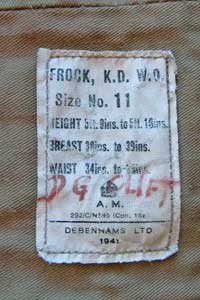 FROCK, K.D. W.O.
Size No. 11
HEIGHT 5ft. 9ins. to 5ft. 10ins.
BREAST 38ins. to 39ins.
WAIST 34ins. to
D G CLIFT
A. M.
DEBENHAMS LTD
1941